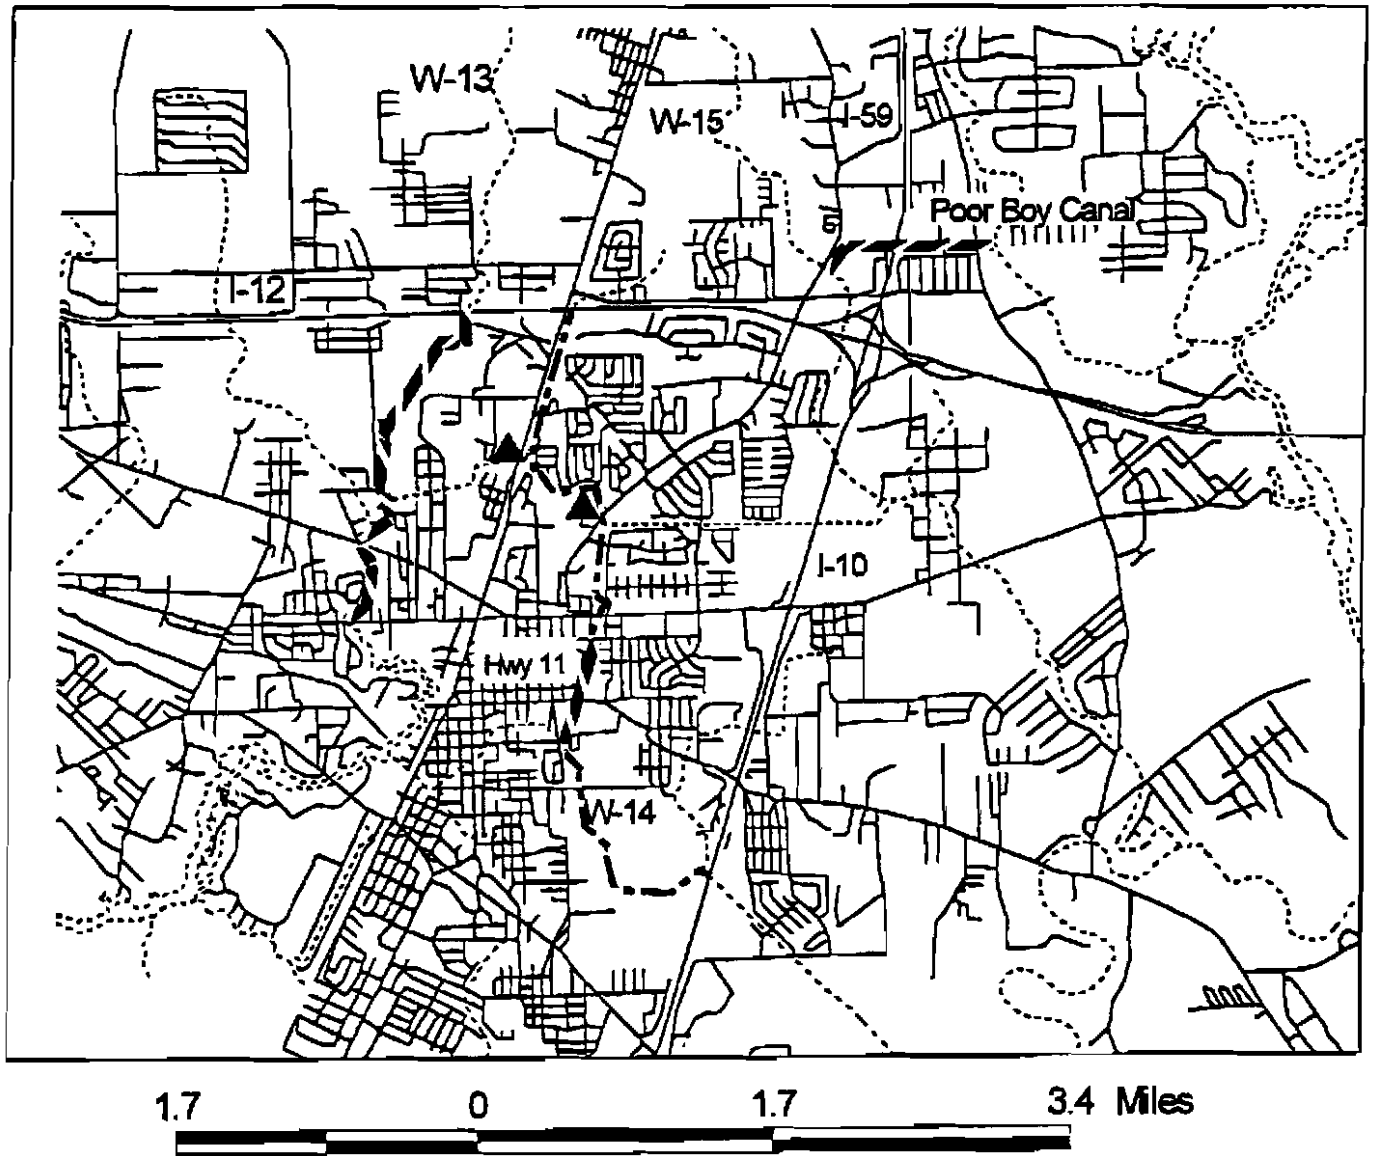 W-13
W-15
I-59
Poor Boy Canal
I-12
I-10
Hwy 11
W-14
1.7 0 1.7 3.4 Miles